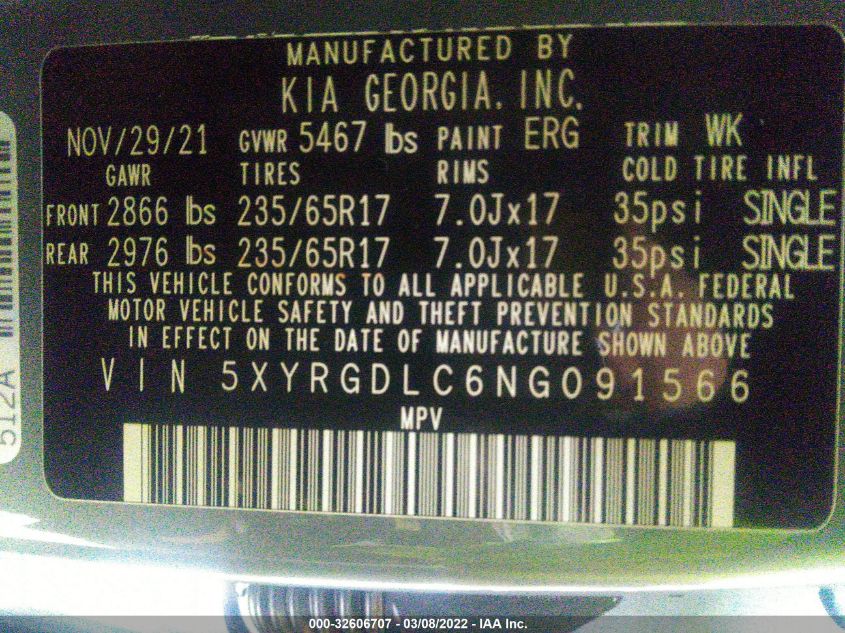 MANUFACTURED BY
KIA GEORGIA, INC.
NOV/29/21 GVWR 5467 lbs PAINT ERG TRIM WK
GAWR TIRES RIMS COLD TIRE INFL
FRONT 2866 lbs 235/65R17 7.0Jx17 35psi SINGLE
REAR 2976 lbs 235/65R17 7.0Jx17 35psi SINGLE
THIS VEHICLE CONFORMS TO ALL APPLICABLE U.S.A. FEDERAL
MOTOR VEHICLE SAFETY AND THEFT PREVENTION STANDARDS
IN EFFECT ON THE DATE OF MANUFACTURE SHOWN ABOVE
VIN 5XYRGDLC6NG091566
MPV
512A
000-32606707 - 03/08/2022 - IAA Inc.